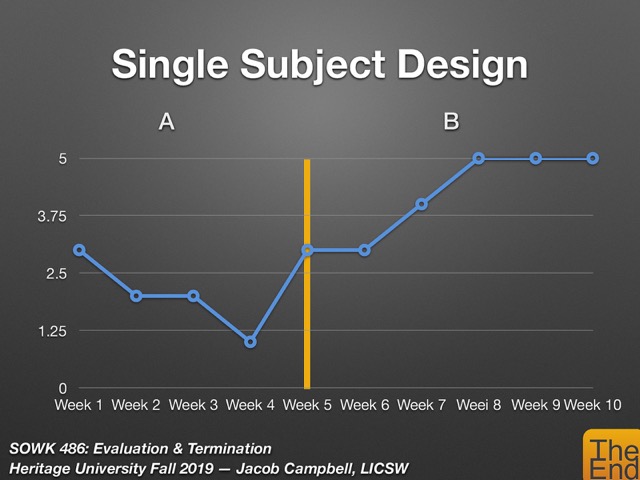 Single Subject Design
A B
5
3.75
2.5
1.25
0
Week 1 Week 2 Week 3 Week 4 Week 5 Week 6 Week 7 Weei 8 Week 9 Week 10
SOWK 486: Evaluation & Termination
Heritage University Fall 2019 — Jacob Campbell, LICSW
The
End